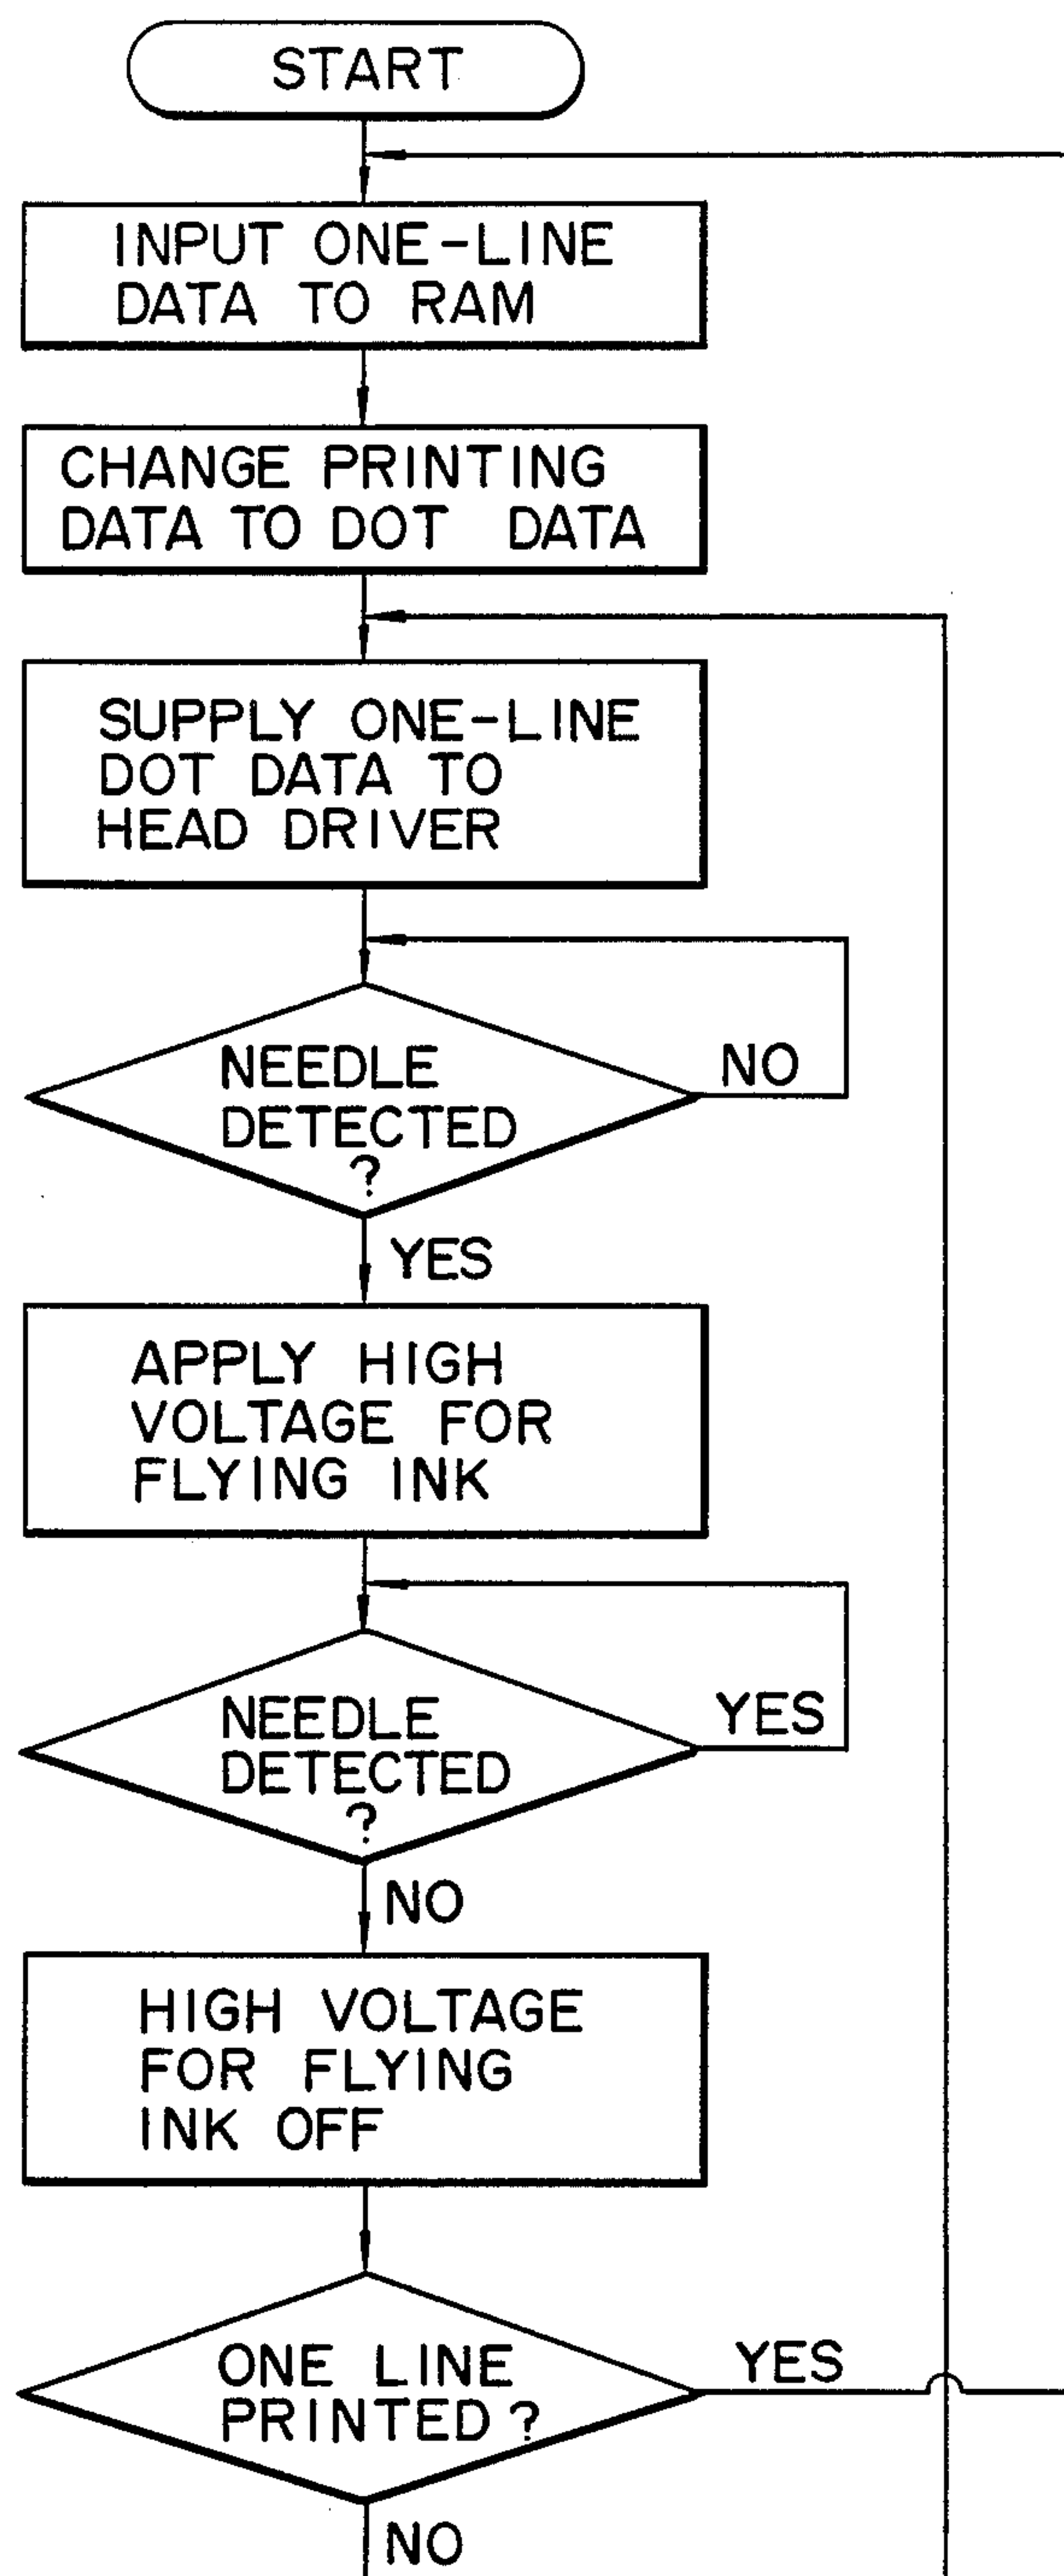 START
INPUT ONE-LINE
DATA TO RAM
CHANGE PRINTING
DATA TO DOT DATA
SUPPLY ONE-LINE
DOT DATA TO
HEAD DRIVER
NEEDLE
DETECTED
?
NO
YES
APPLY HIGH
VOLTAGE FOR
FLYING INK
NEEDLE
DETECTED
?
YES
NO
HIGH VOLTAGE
FOR FLYING
INK OFF
ONE LINE
PRINTED?
YES
NO